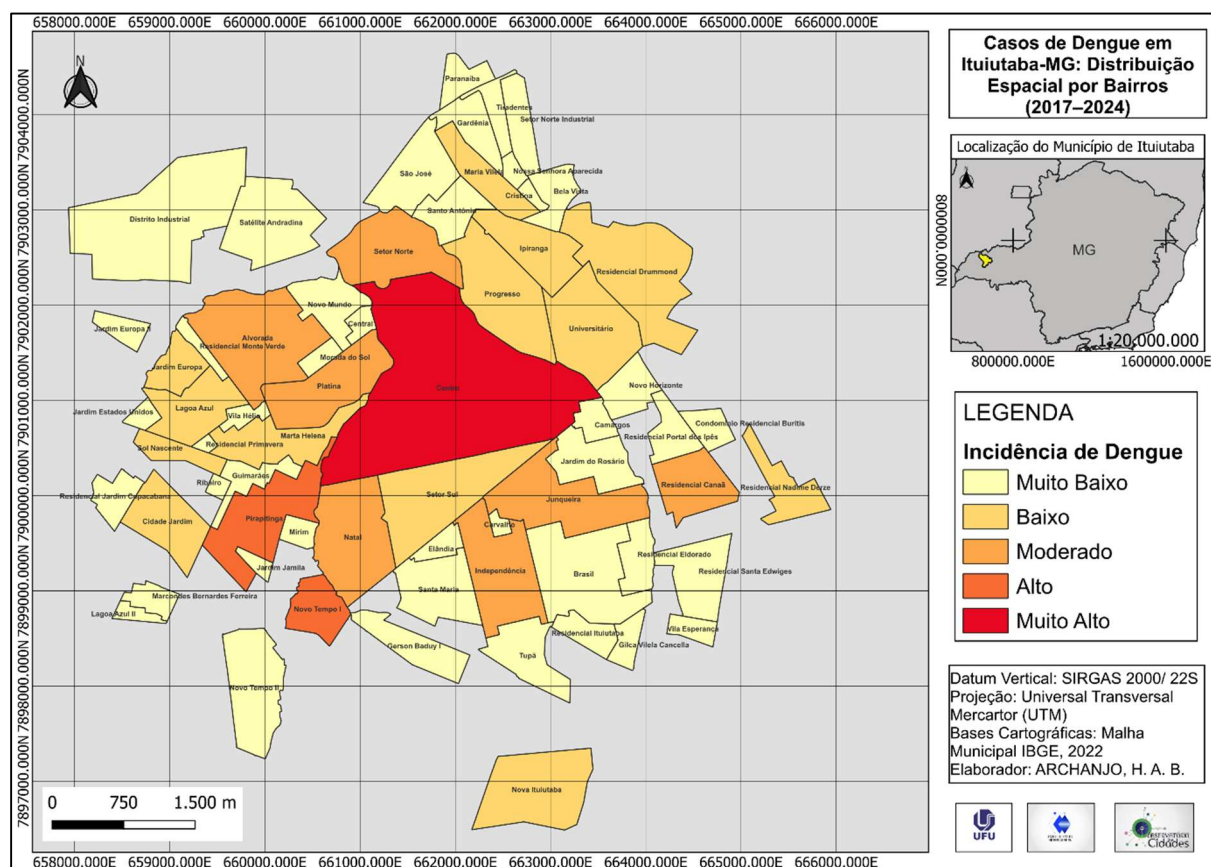 658000.000E 659000.000E 660000.000E 661000.000E 662000.000E 663000.000E 664000.000E 665000.000E 666000.000E
N
7904000.000N
7903000.000N
7902000.000N
7901000.000N
7900000.000N
7899000.000N
7898000.000N
7897000.000N
Paranaíba
Tiradentes
Gardênia
Setor Norte Industrial
São José
Maria Vilela
Nossa Senhora Aparecida
Cristina
Bela Vista
Santo Antônio
Distrito Industrial
Satélite Andradina
Setor Norte
Ipiranga
Residencial Drummond
Progresso
Novo Mundo
Central
Jardim Europa II
Alvorada
Residencial Monte Verde
Universitário
Morada do Sol
Jardim Europa
Platina
Centro
Novo Horizonte
Lagoa Azul
Jardim Estados Unidos
Vila Hélio
Camargos
Condomínio Residencial Buritis
Marta Helena
Residencial Portal dos Ipês
Residencial Primavera
Sol Nascente
Jardim do Rosário
Guimarães
Ribeiro
Residencial Jardim Copacabana
Setor Sul
Junqueira
Residencial Canaã
Residencial Nadime Derze
Cidade Jardim
Pirapitinga
Mirim
Natal
Carvalho
Elândia
Residencial Eldorado
Jardim Jamila
Independência
Brasil
Residencial Santa Edwiges
Santa Maria
Marcondes Bernardes Ferreira
Lagoa Azul II
Novo Tempo I
Vila Esperança
Residencial Ituiutaba
Gerson Baduy I
Gilca Vilela Cancella
Tupã
Novo Tempo II
Nova Ituiutaba
0 750 1.500 m
658000.000E 659000.000E 660000.000E 661000.000E 662000.000E 663000.000E 664000.000E 665000.000E 666000.000E
Casos de Dengue em
Ituiutaba-MG: Distribuição
Espacial por Bairros
(2017–2024)
Localização do Município de Ituiutaba
8000000.000N
MG
1:20.000.000
800000.000E 1600000.000E
LEGENDA
Incidência de Dengue
Muito Baixo
Baixo
Moderado
Alto
Muito Alto
Datum Vertical: SIRGAS 2000/ 22S
Projeção: Universal Transversal
Mercartor (UTM)
Bases Cartográficas: Malha
Municipal IBGE, 2022
Elaborador: ARCHANJO, H. A. B.
UFU
Cidades